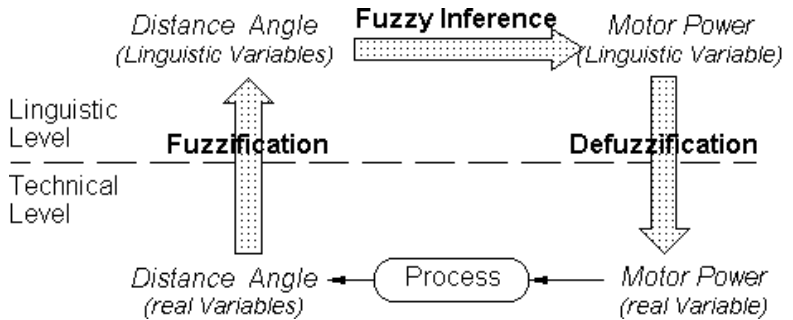 Distance Angle
(Linguistic Variables)
Fuzzy Inference
Motor Power
(Linguistic Variable)
Linguistic
Level
Fuzzification
Defuzzification
Technical
Level
Distance Angle
(real Variables)
Process
Motor Power
(real Variable)